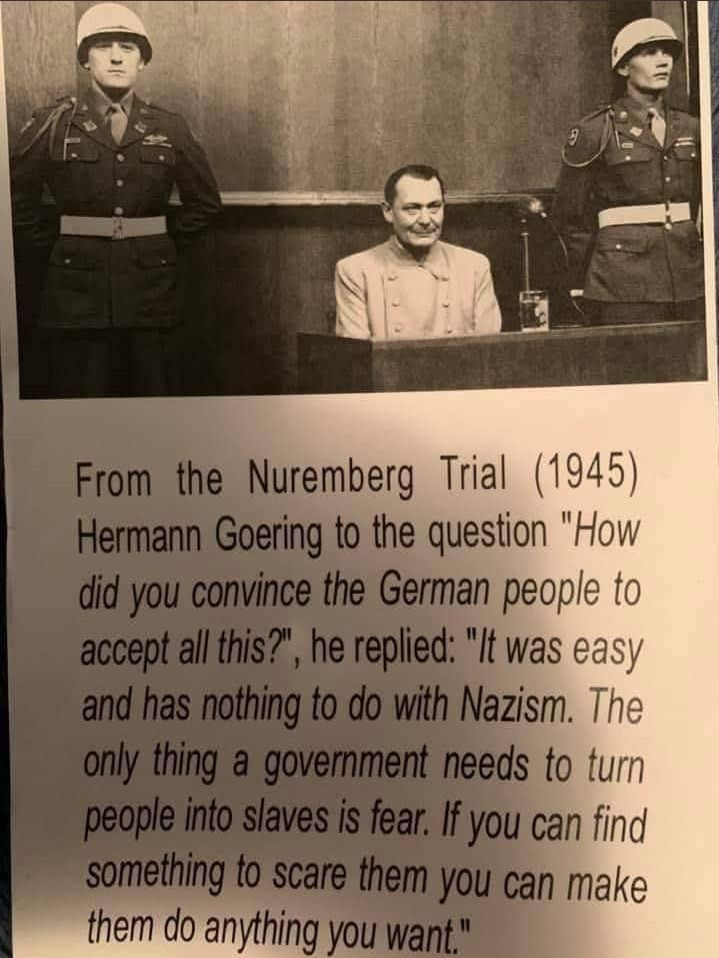 From the Nuremberg Trial (1945)
Hermann Goering to the question "How
did you convince the German people to
accept all this?", he replied: "It was easy
and has nothing to do with Nazism. The
only thing a government needs to turn
people into slaves is fear. If you can find
something to scare them you can make
them do anything you want."